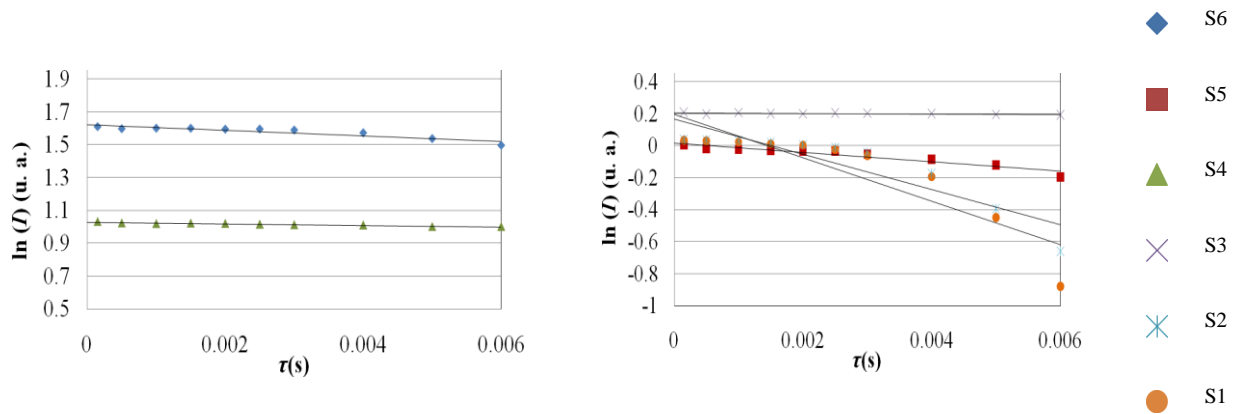 ln (I) (u. a.)
1.9
1.7
1.5
1.3
1.1
0.9
0.7
0.5
0
0.002
0.004
0.006
τ(s)
ln (I) (u. a.)
0.4
0.2
0
-0.2
-0.4
-0.6
-0.8
-1
0
0.002
0.004
0.006
τ(s)
S6
S5
S4
S3
S2
S1